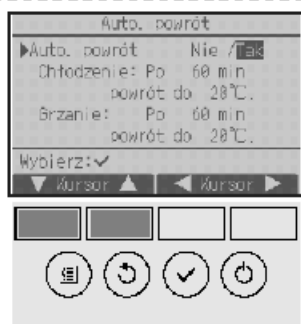 Auto. powrót
▶Auto. powrót Nie /Tak
Chłodzenie: Po 60 min
powrót do 28℃.
Grzanie: Po 60 min
powrót do 20℃.
Wybierz:✔
▼ Kursor ▲ ◀ Kursor ▶